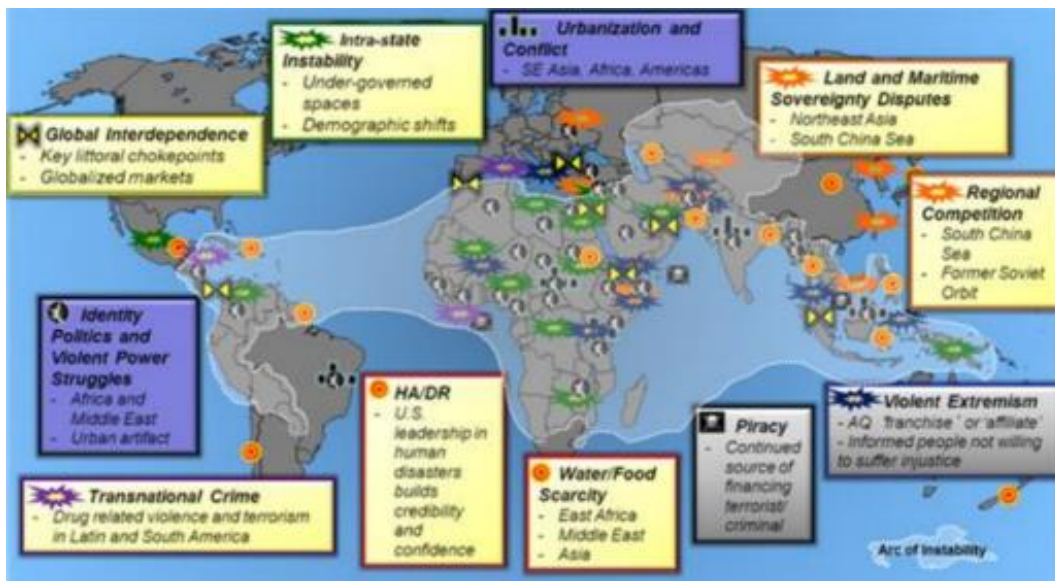 Intra-state
Instability
- Under-governed
spaces
- Demographic shifts
Urbanization and
Conflict
- SE Asia, Africa, Americas
Land and Maritime
Sovereignty Disputes
- Northeast Asia
- South China Sea
Global Interdependence
- Key littoral chokepoints
- Globalized markets
Regional
Competition
- South China
Sea
- Former Soviet
Orbit
Identity
Politics and
Violent Power
Struggles
- Africa and
Middle East
- Urban artifact
HA/DR
- U.S.
leadership in
human
disasters
builds
credibility
and
confidence
Water/Food
Scarcity
- East Africa
- Middle East
- Asia
Piracy
- Continued
source of
financing
terrorist/
criminal
Violent Extremism
- AQ 'franchise' or 'affiliate'
- Informed people not willing
to suffer injustice
Transnational Crime
- Drug related violence and terrorism
in Latin and South America
Arc of Instability